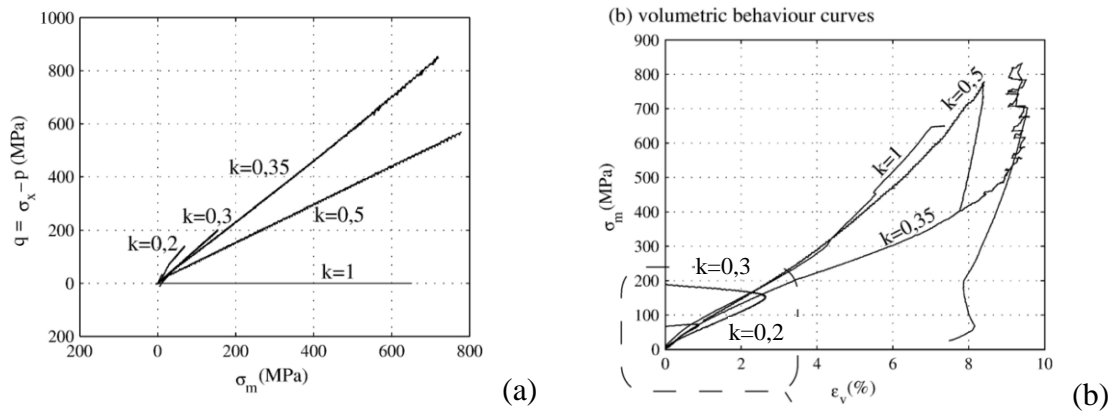 1000
800
600
400
200
0
200
q = σx-p (MPa)
k=0,35
k=0,3
k=0,2
k=0,5
k=1
200 0 200 400 600 800
σm(MPa)
(a)
(b) volumetric behaviour curves
900
800
700
600
500
400
300
200
100
0
σm(MPa)
k=0,5
k=1
k=0,35
k=0,3
k=0,2
0 2 4 6 8 10
εv(%)
(b)